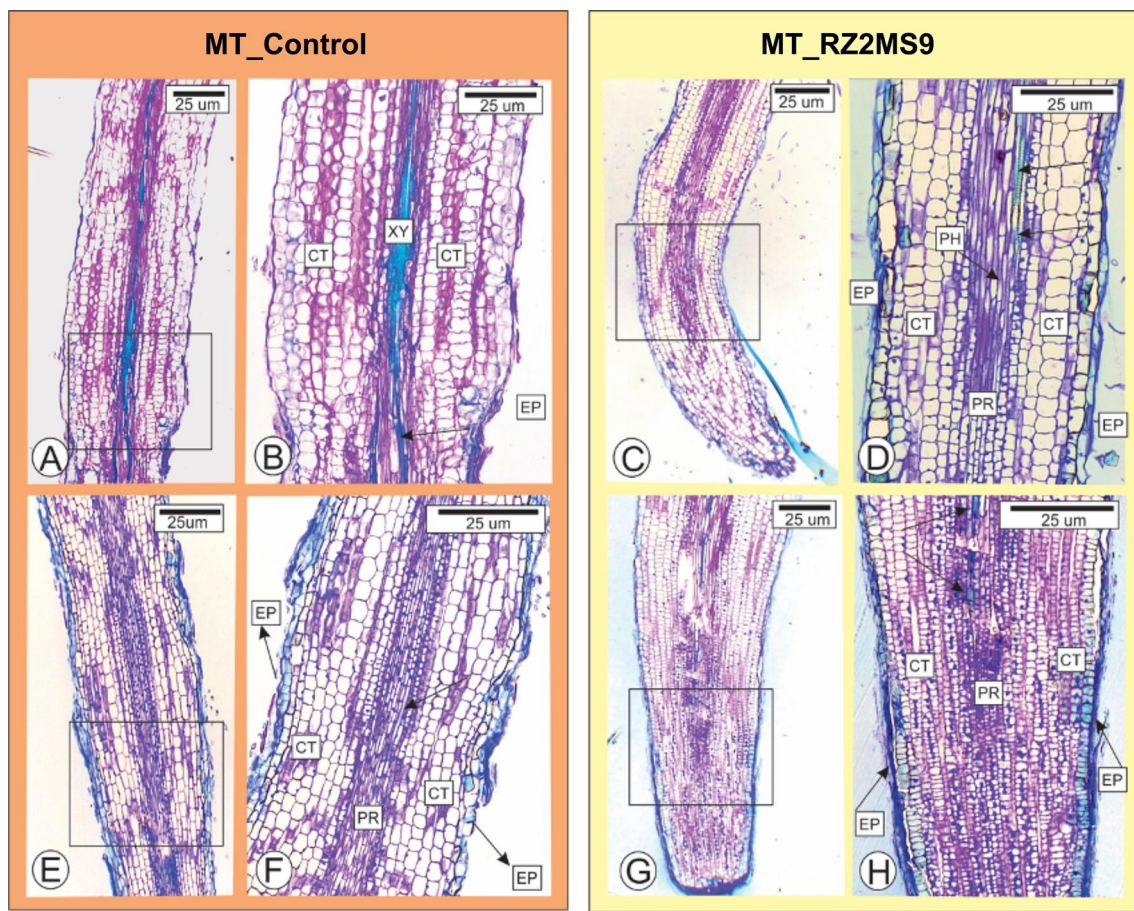 MT_Control
25 um
A
25 um
CT
XY
CT
EP
B
25um
E
25 um
EP
CT
CT
PR
EP
F
MT_RZ2MS9
25 um
C
25 um
PH
EP
CT
CT
PR
EP
D
25 um
G
25 um
CT
CT
PR
EP
EP
H